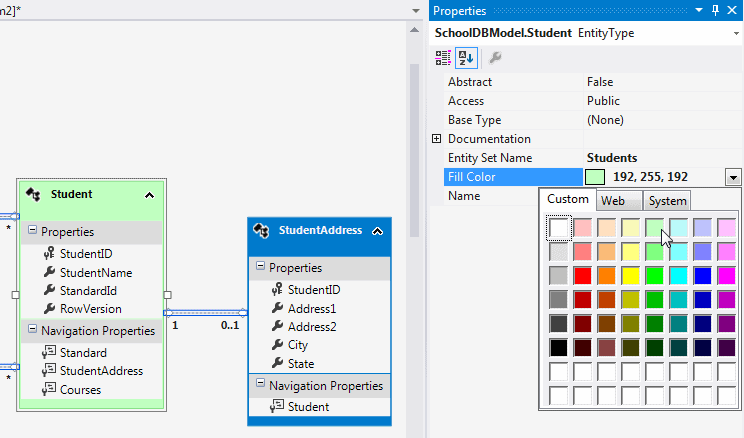 m2]*
Student
Properties
StudentID
StudentName
StandardId
RowVersion
Navigation Properties
Standard
StudentAddress
Courses
*
*
1
0..1
StudentAddress
Properties
StudentID
Address1
Address2
City
State
Navigation Properties
Student
Properties
SchoolDBModel.Student EntityType
Abstract False
Access Public
Base Type (None)
Documentation
Entity Set Name Students
Fill Color 192, 255, 192
Name
Custom Web System